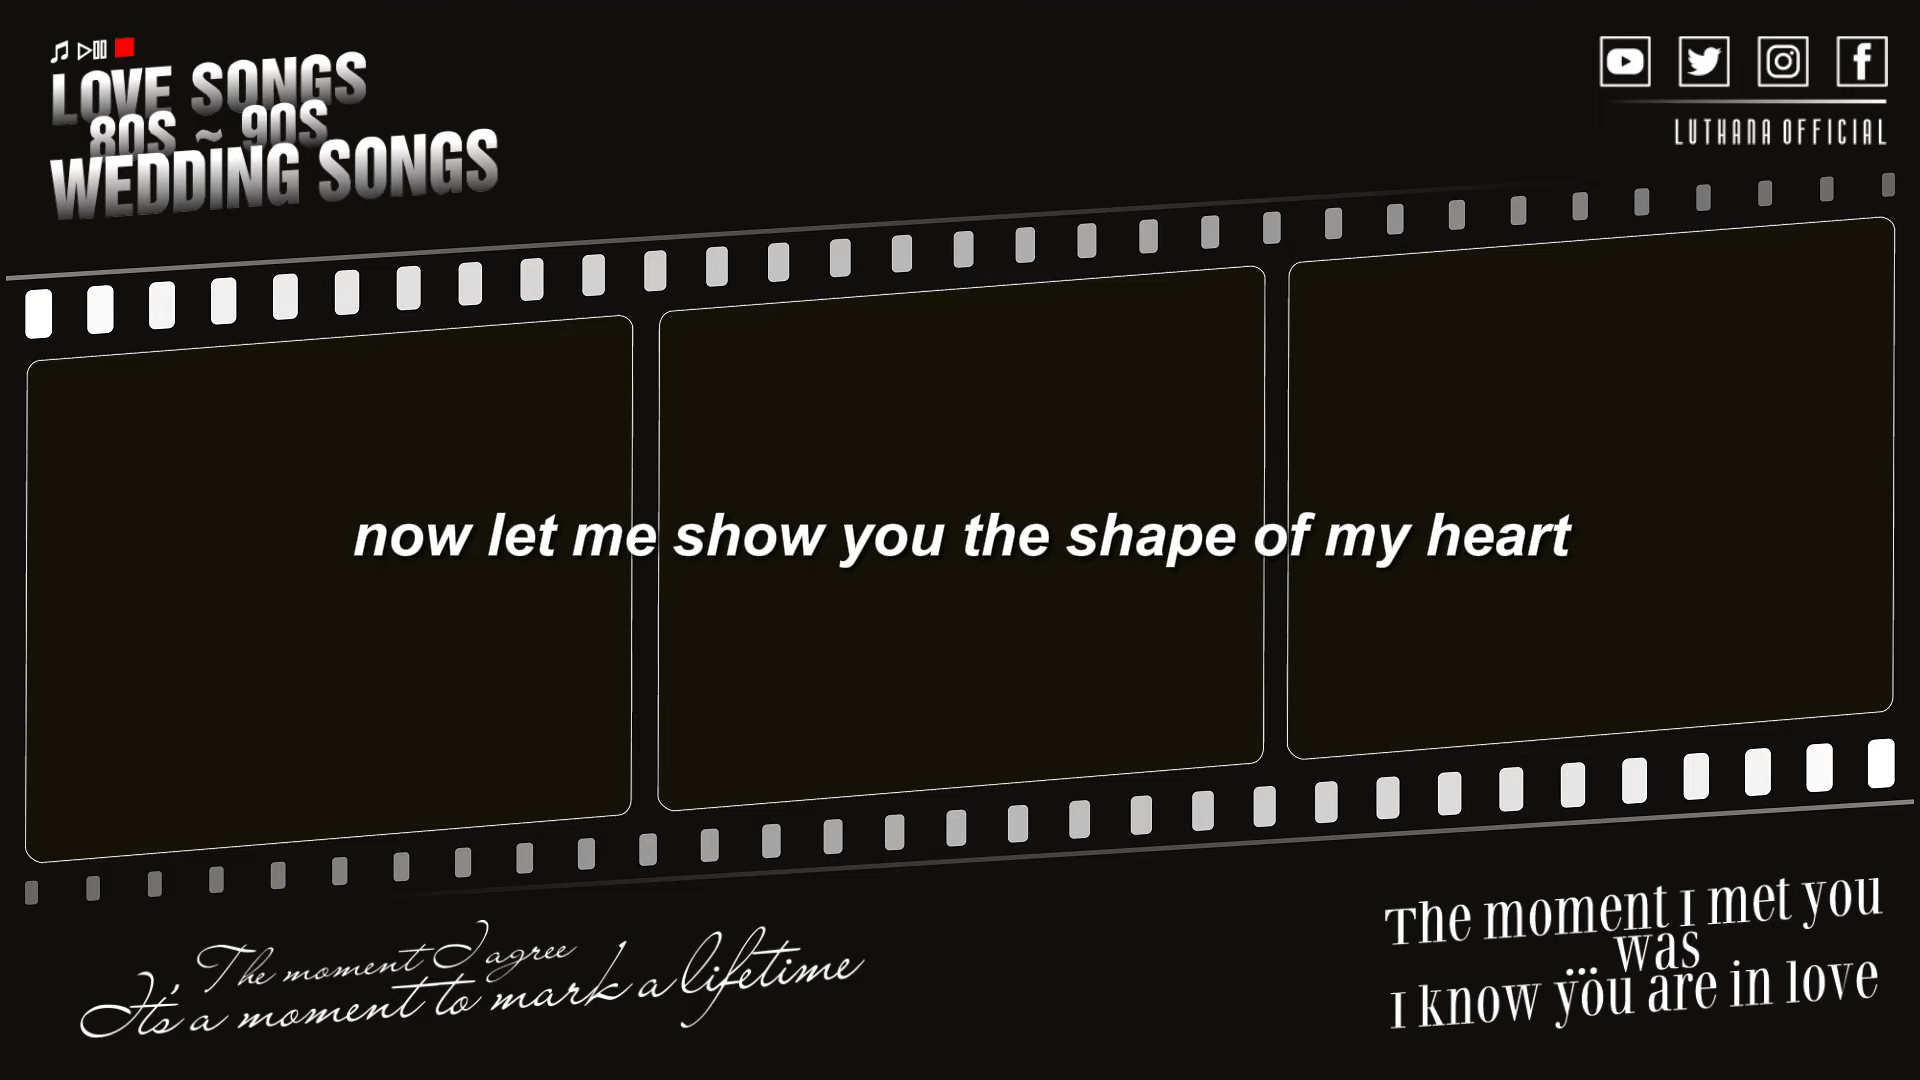 LOVE SONGS
80S ~ 90S
WEDDING SONGS
LUTHANA OFFICIAL
now let me show you the shape of my heart
The moment I agree
It's a moment to mark a lifetime
The moment I met you
was
I know you are in love